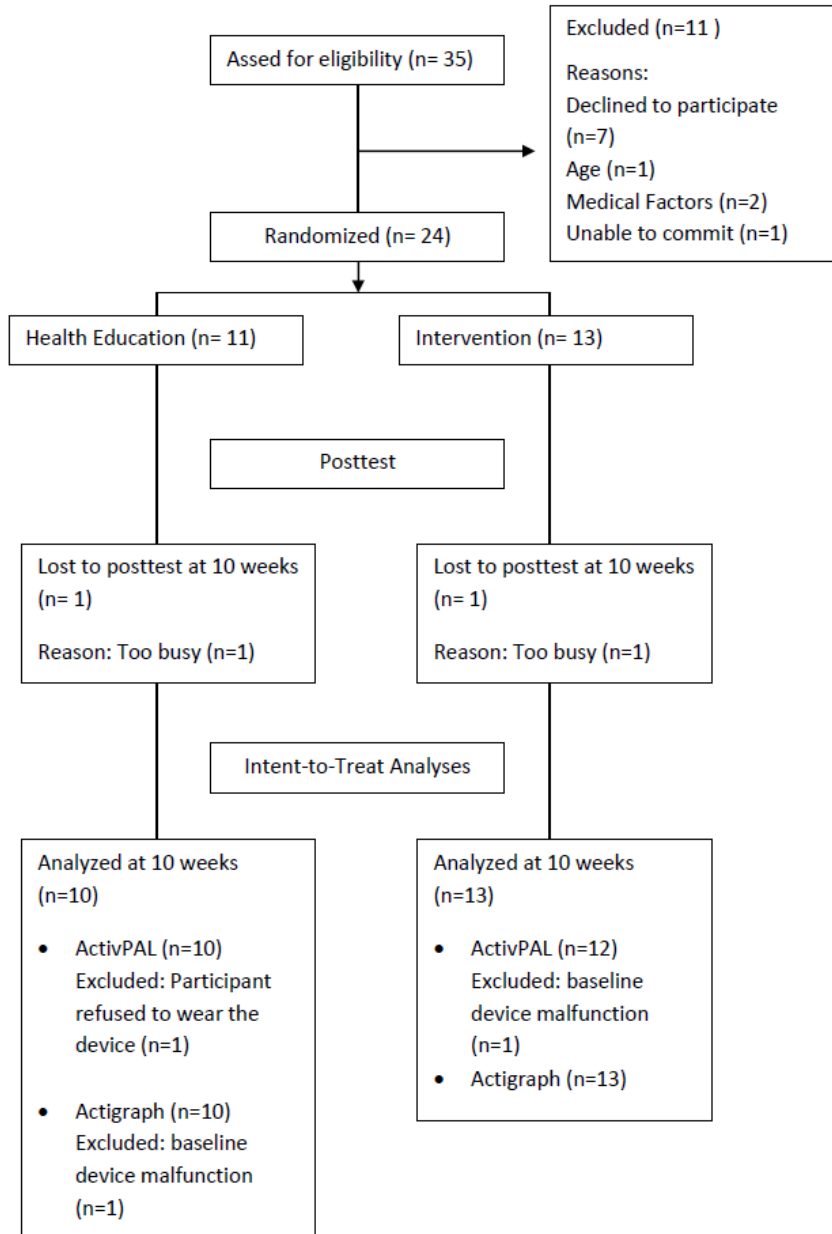 Assed for eligibility (n= 35)
Excluded (n=11 )
Reasons:
Declined to participate
(n=7)
Age (n=1)
Medical Factors (n=2)
Unable to commit (n=1)
Randomized (n= 24)
Health Education (n= 11)
Intervention (n= 13)
Posttest
Lost to posttest at 10 weeks
(n= 1)
Reason: Too busy (n=1)
Lost to posttest at 10 weeks
(n= 1)
Reason: Too busy (n=1)
Intent-to-Treat Analyses
Analyzed at 10 weeks
(n=10)
• ActivPAL (n=10)
Excluded: Participant
refused to wear the
device (n=1)
• Actigraph (n=10)
Excluded: baseline
device malfunction
(n=1)
Analyzed at 10 weeks
(n=13)
• ActivPAL (n=12)
Excluded: baseline
device malfunction
(n=1)
• Actigraph (n=13)